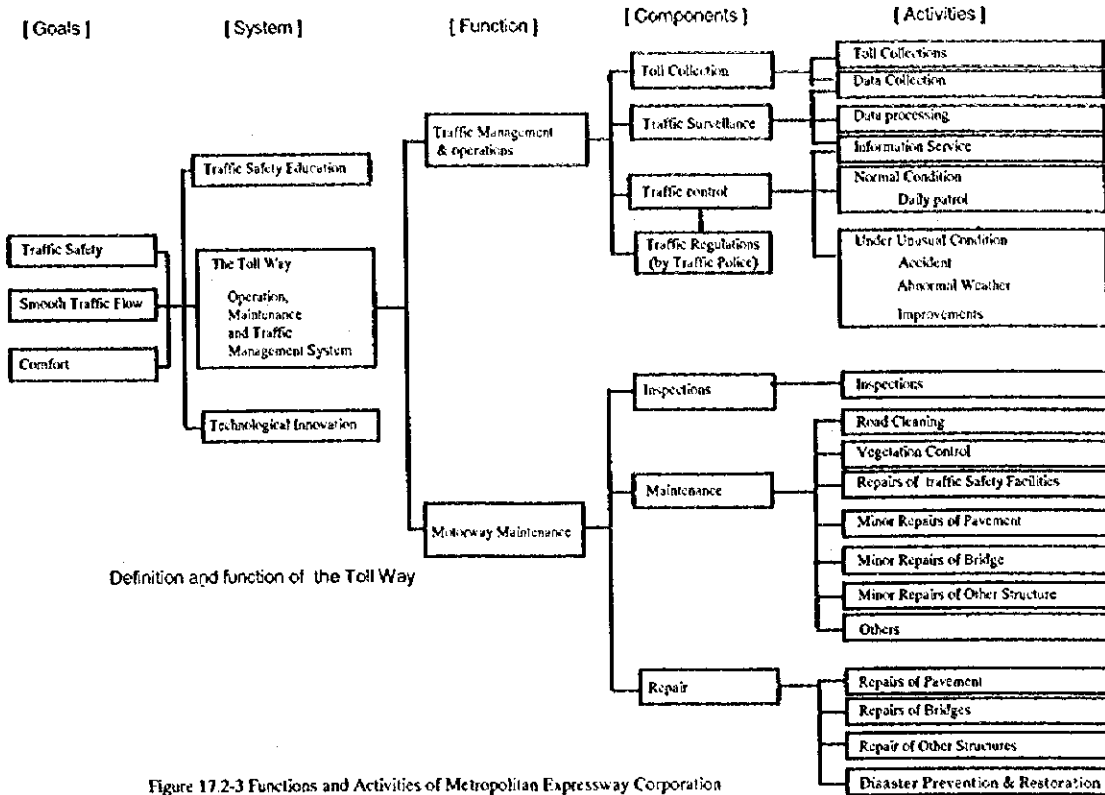 [ Goals ]
[ System ]
[ Function ]
[ Components ]
[ Activities ]
Traffic Safety
Smooth Traffic Flow
Comfort
Traffic Safety Education
The Toll Way
Operation,
Maintenance
and Traffic
Management System
Technological Innovation
Traffic Management
& operations
Motorway Maintenance
Toll Collection
Traffic Survellance
Traffic control
Traffic Regulations
(by Traffic Police)
Inspections
Maintenance
Repair
Toll Collections
Data Collection
Data processing
Information Service
Normal Condition
Daily patrol
Under Unusual Condition
Accident
Abnormal Weather
Improvements
Inspections
Road Cleaning
Vegetation Control
Repairs of traffic Safety Facilities
Minor Repairs of Pavement
Minor Repairs of Bridge
Minor Repairs of Other Structure
Others
Repairs of Pavement
Repairs of Bridges
Repair of Other Structures
Disaster Prevention & Restoration
Definition and function of the Toll Way
Figure 17.2-3 Functions and Activities of Metropolitan Expressway Corporation